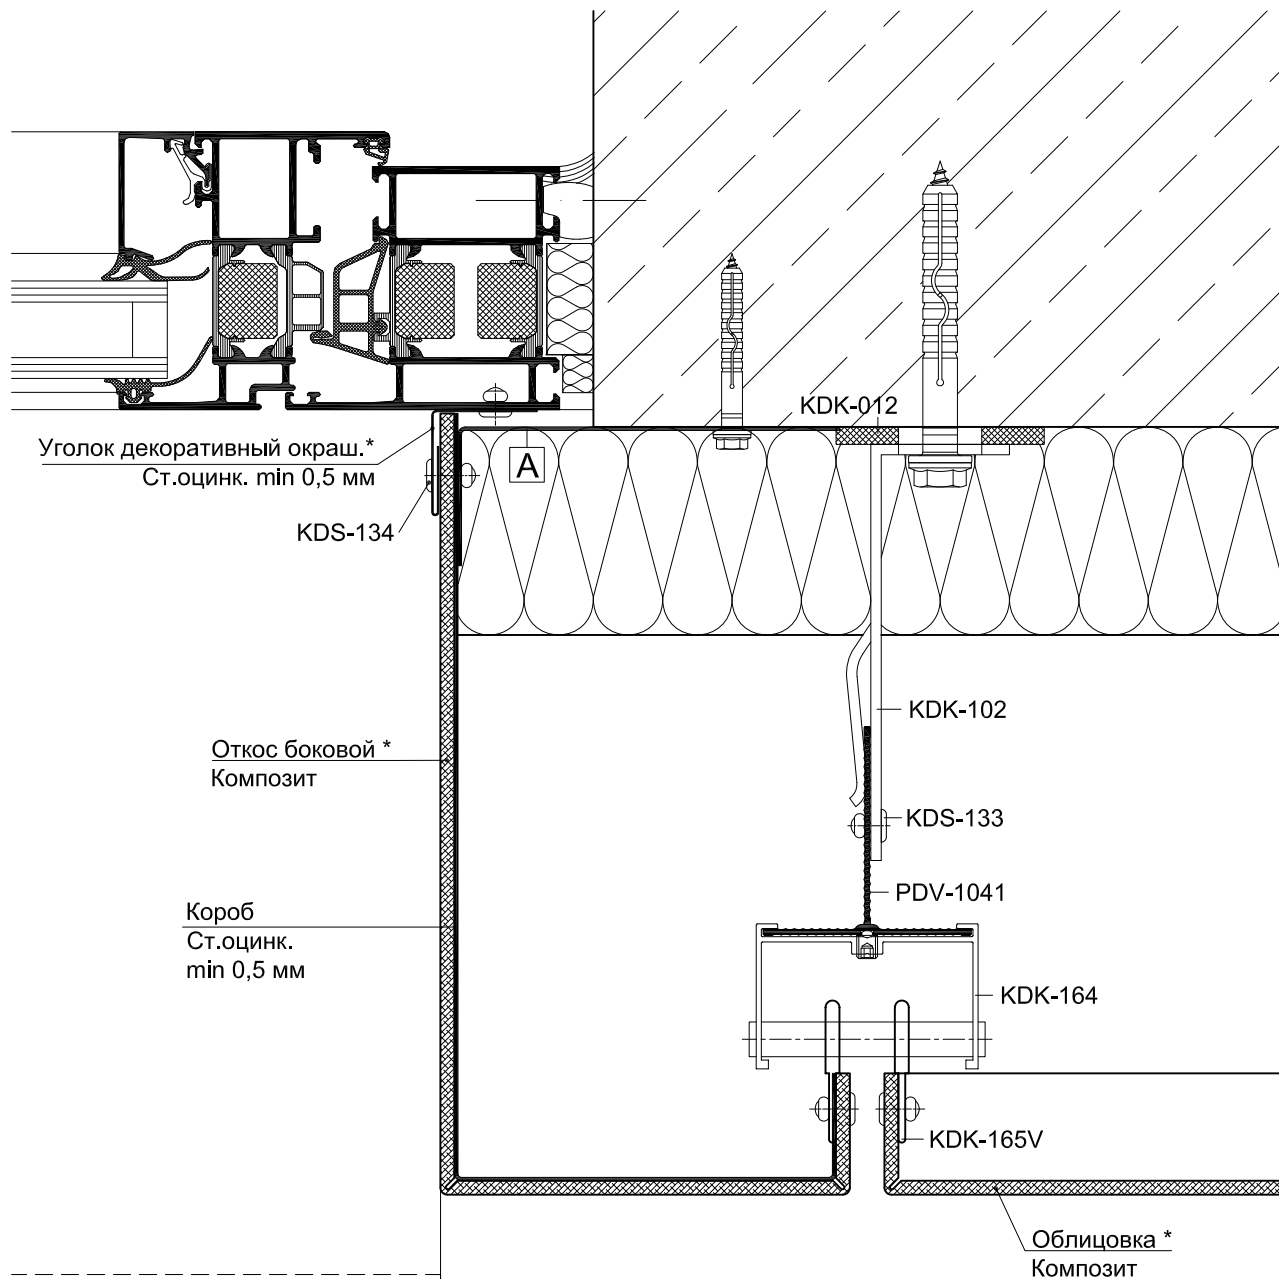 KDK-012
Уголок декоративный окраш.*
Ст.оцинк. min 0,5 мм
A
KDS-134
KDK-102
Откос боковой *
Композит
KDS-133
PDV-1041
Короб
Ст.оцинк.
min 0,5 мм
KDK-164
KDK-165V
Облицовка *
Композит